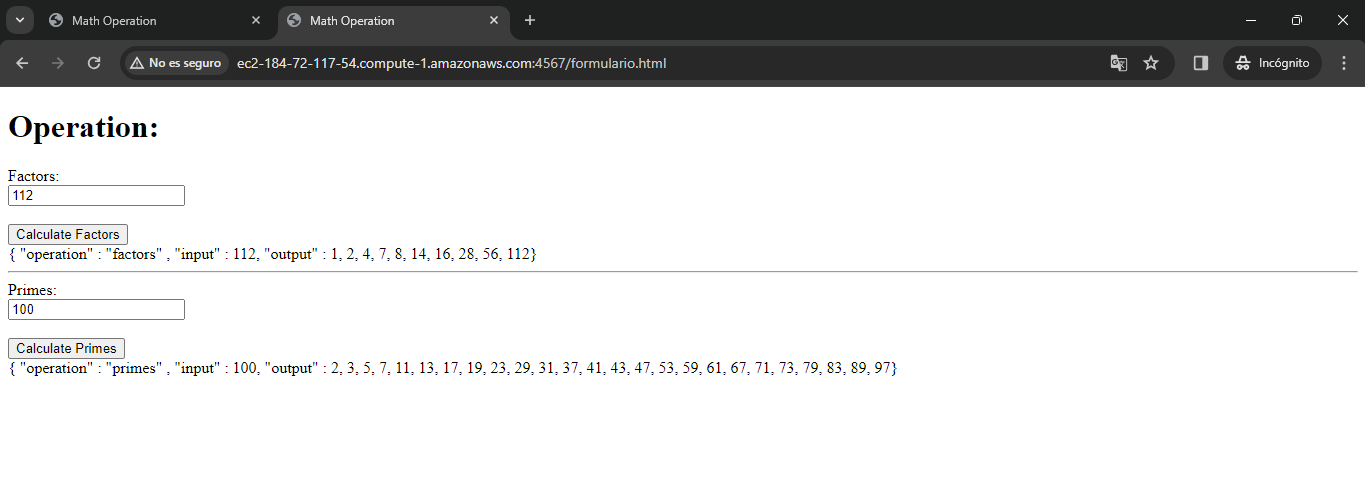 Math Operation
Math Operation
No es seguro ec2-184-72-117-54.compute-1.amazonaws.com:4567/formulario.html Incógnito
Operation:
Factors:
112
Calculate Factors
{ "operation" : "factors" , "input" : 112, "output" : 1, 2, 4, 7, 8, 14, 16, 28, 56, 112}
Primes:
100
Calculate Primes
{ "operation" : "primes" , "input" : 100, "output" : 2, 3, 5, 7, 11, 13, 17, 19, 23, 29, 31, 37, 41, 43, 47, 53, 59, 61, 67, 71, 73, 79, 83, 89, 97}